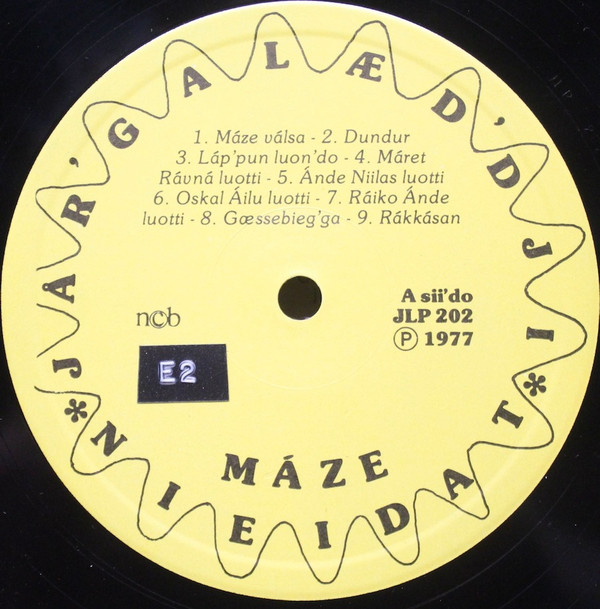 JÅR'GALÆD'DJI
1. Máze válsa - 2. Dundur
3. Láp'pun luon'do - 4. Máret
Rávná luotti - 5. Ánde Niilas luotti
6. Oskal Áilu luotti - 7. Ráiko Ánde
luotti - 8. Gæssebieg'ga - 9. Rákkásan
A sii'do
ncb
JLP 202
Ⓟ 1977
E2
MÁZE
*NIEIDAT*